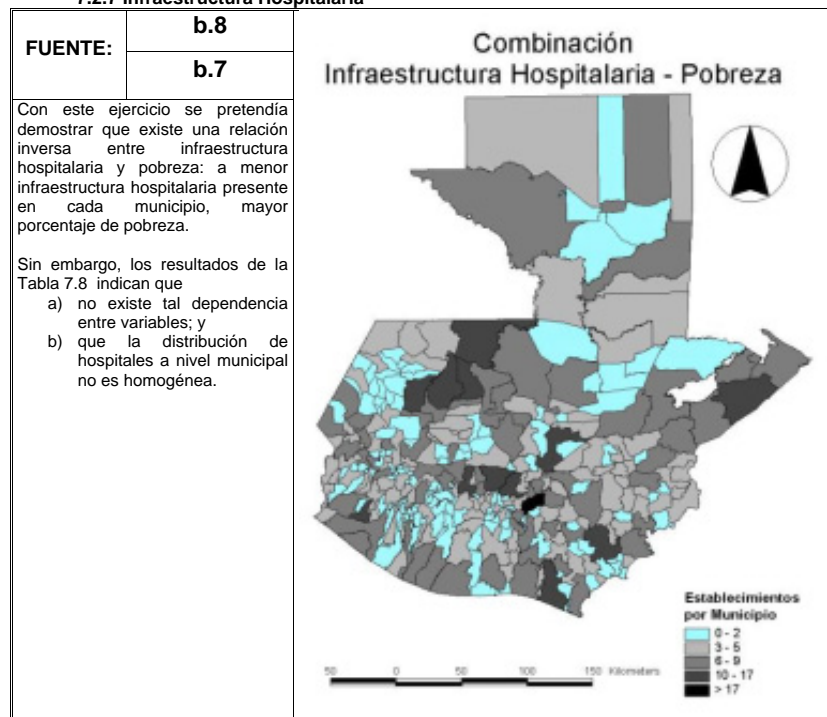 7.2.7 Infraestructura Hospitalaria
FUENTE:
b.8
b.7
Con este ejercicio se pretendía
demostrar que existe una relación
inversa entre infraestructura
hospitalaria y pobreza: a menor
infraestructura hospitalaria presente
en cada municipio, mayor
porcentaje de pobreza.
Sin embargo, los resultados de la
Tabla 7.8 indican que
a) no existe tal dependencia
entre variables; y
b) que la distribución de
hospitales a nivel municipal
no es homogénea.
Combinación
Infraestructura Hospitalaria - Pobreza
Establecimientos
por Municipio
0 - 2
3 - 5
6 - 9
10 - 17
> 17
50 0 50 100 150 Kilometers